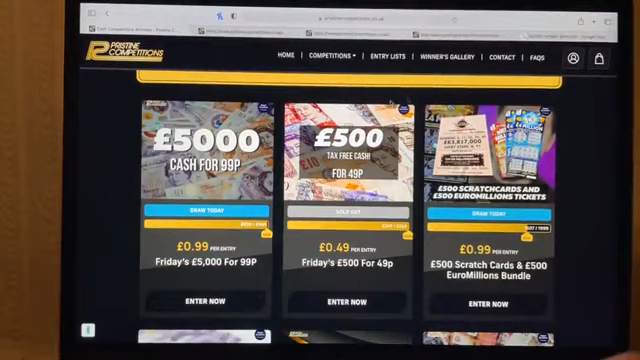 pristinecompetitions.co.uk
PRISTINE
COMPETITIONS
HOME | COMPETITIONS | ENTRY LISTS | WINNER'S GALLERY | CONTACT | FAQS
£5000
CASH FOR 99P
£500
TAX FREE CASH!
FOR 49P
£500 SCRATCHCARDS AND
£500 EUROMILLIONS TICKETS
DRAW TODAY
SOLD OUT
DRAW TODAY
£0.99 PER ENTRY
£0.49 PER ENTRY
£0.99 PER ENTRY
Friday's £5,000 For 99P
Friday's £500 For 49p
£500 Scratch Cards & £500
EuroMillions Bundle
ENTER NOW
ENTER NOW
ENTER NOW